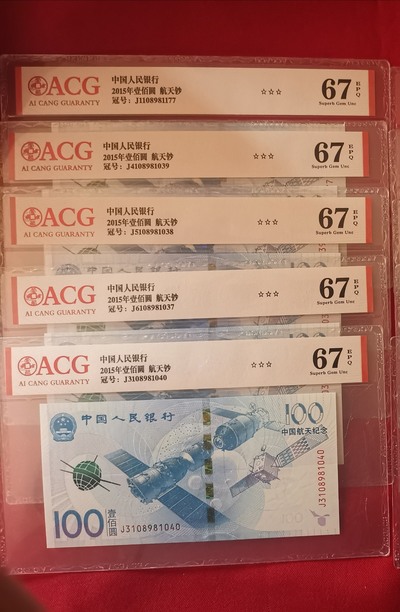 ACG
AI CANG GUARANTY
中国人民银行
2015年壹佰圆 航天钞
冠号: J1108981177
☆☆☆
67 EPQ
Superb Gem Unc
ACG
AI CANG GUARANTY
中国人民银行
2015年壹佰圆 航天钞
冠号: J4108981039
☆☆☆
67 EPQ
Superb Gem Unc
ACG
AI CANG GUARANTY
中国人民银行
2015年壹佰圆 航天钞
冠号: J5108981038
☆☆☆
67 EPQ
Superb Gem Unc
ACG
AI CANG GUARANTY
中国人民银行
2015年壹佰圆 航天钞
冠号: J6108981037
☆☆☆
67 EPQ
Superb Gem Unc
ACG
AI CANG GUARANTY
中国人民银行
2015年壹佰圆 航天钞
冠号: J3108981040
☆☆☆
67 EPQ
Superb Gem Unc
中国人民银行
100
中国航天纪念
J3108981040
100
壹佰圆
J3108981040